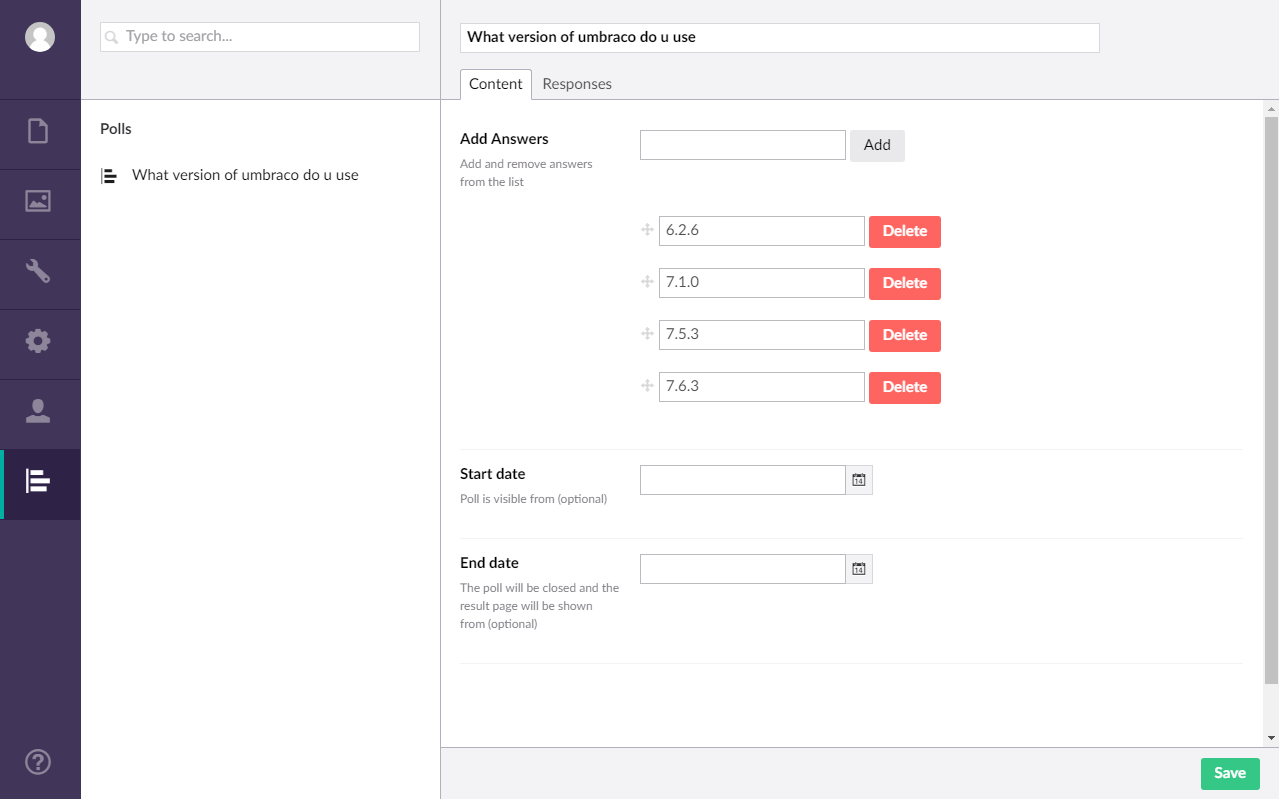 Type to search...
What version of umbraco do u use
Content Responses
Polls
What version of umbraco do u use
Add Answers
Add and remove answers
from the list
Add
6.2.6 Delete
7.1.0 Delete
7.5.3 Delete
7.6.3 Delete
Start date
Poll is visible from (optional)
14
End date
The poll will be closed and the
result page will be shown
from (optional)
14
Save